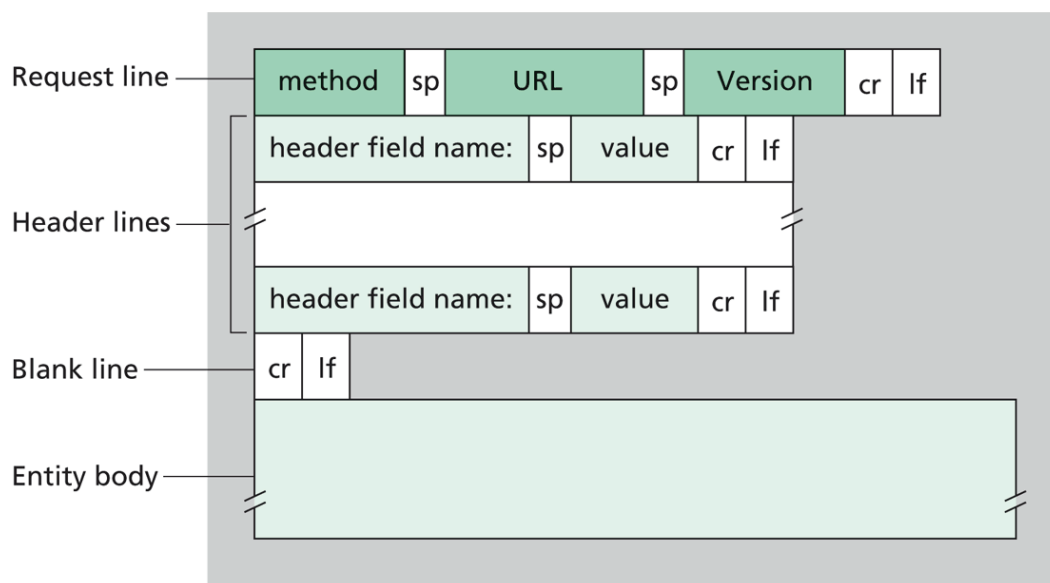 Request line method sp URL sp Version cr lf
header field name: sp value cr lf
Header lines
header field name: sp value cr lf
Blank line cr lf
Entity body